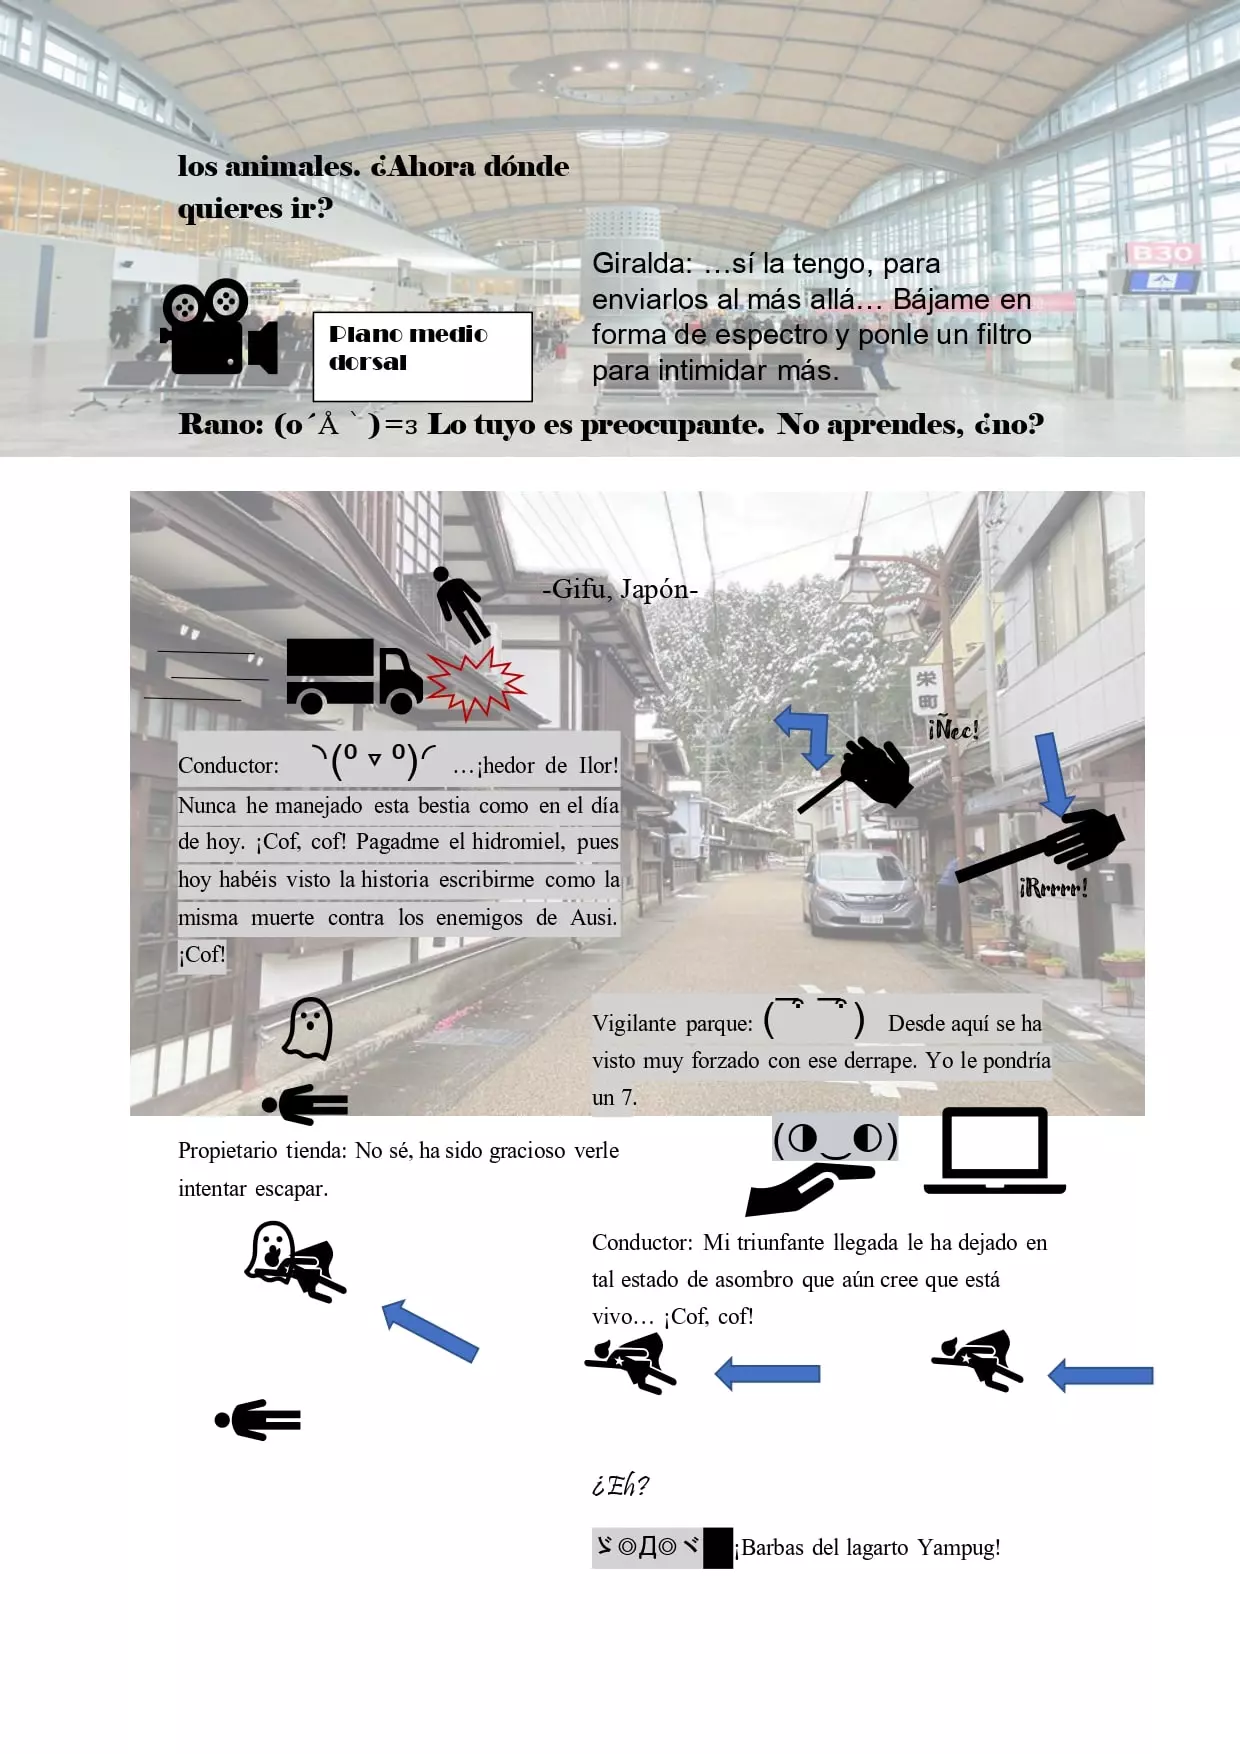 los animales. ¿Ahora dónde
quieres ir?
B30
Giralda: …sí la tengo, para
enviarlos al más allá… Bájame en
forma de espectro y ponle un filtro
para intimidar más.
Plano medio
dorsal
Rano: (o´Å｀)=з Lo tuyo es preocupante. No aprendes, ¿no?
-Gifu, Japón-
栄町
¡Ñec!
¡Rrrrr!
Conductor: ヽ(⁰ ▿ ⁰)╭ …¡hedor de Ilor!
Nunca he manejado esta bestia como en el día
de hoy. ¡Cof, cof! Pagadme el hidromiel, pues
hoy habéis visto la historia escribirme como la
misma muerte contra los enemigos de Ausi.
¡Cof!
Vigilante parque: ( ͡° ͡°) Desde aquí se ha
visto muy forzado con ese derrape. Yo le pondría
un 7.
(◑‿◐)
Propietario tienda: No sé, ha sido gracioso verle
intentar escapar.
Conductor: Mi triunfante llegada le ha dejado en
tal estado de asombro que aún cree que está
vivo… ¡Cof, cof!
¿Eh?
ゞ◎Д◎ヾ ¡Barbas del lagarto Yampug!